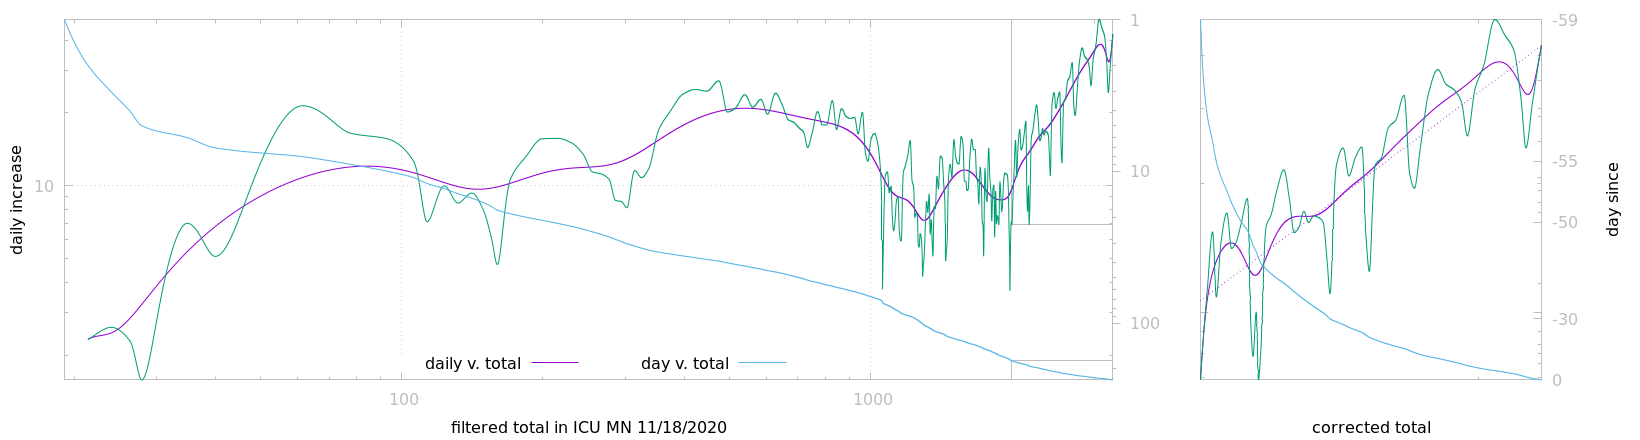 1
-59
10
10
100
daily increase
-55
-50
-30
0
day since
daily v. total
day v. total
100
1000
filtered total in ICU MN 11/18/2020
corrected total